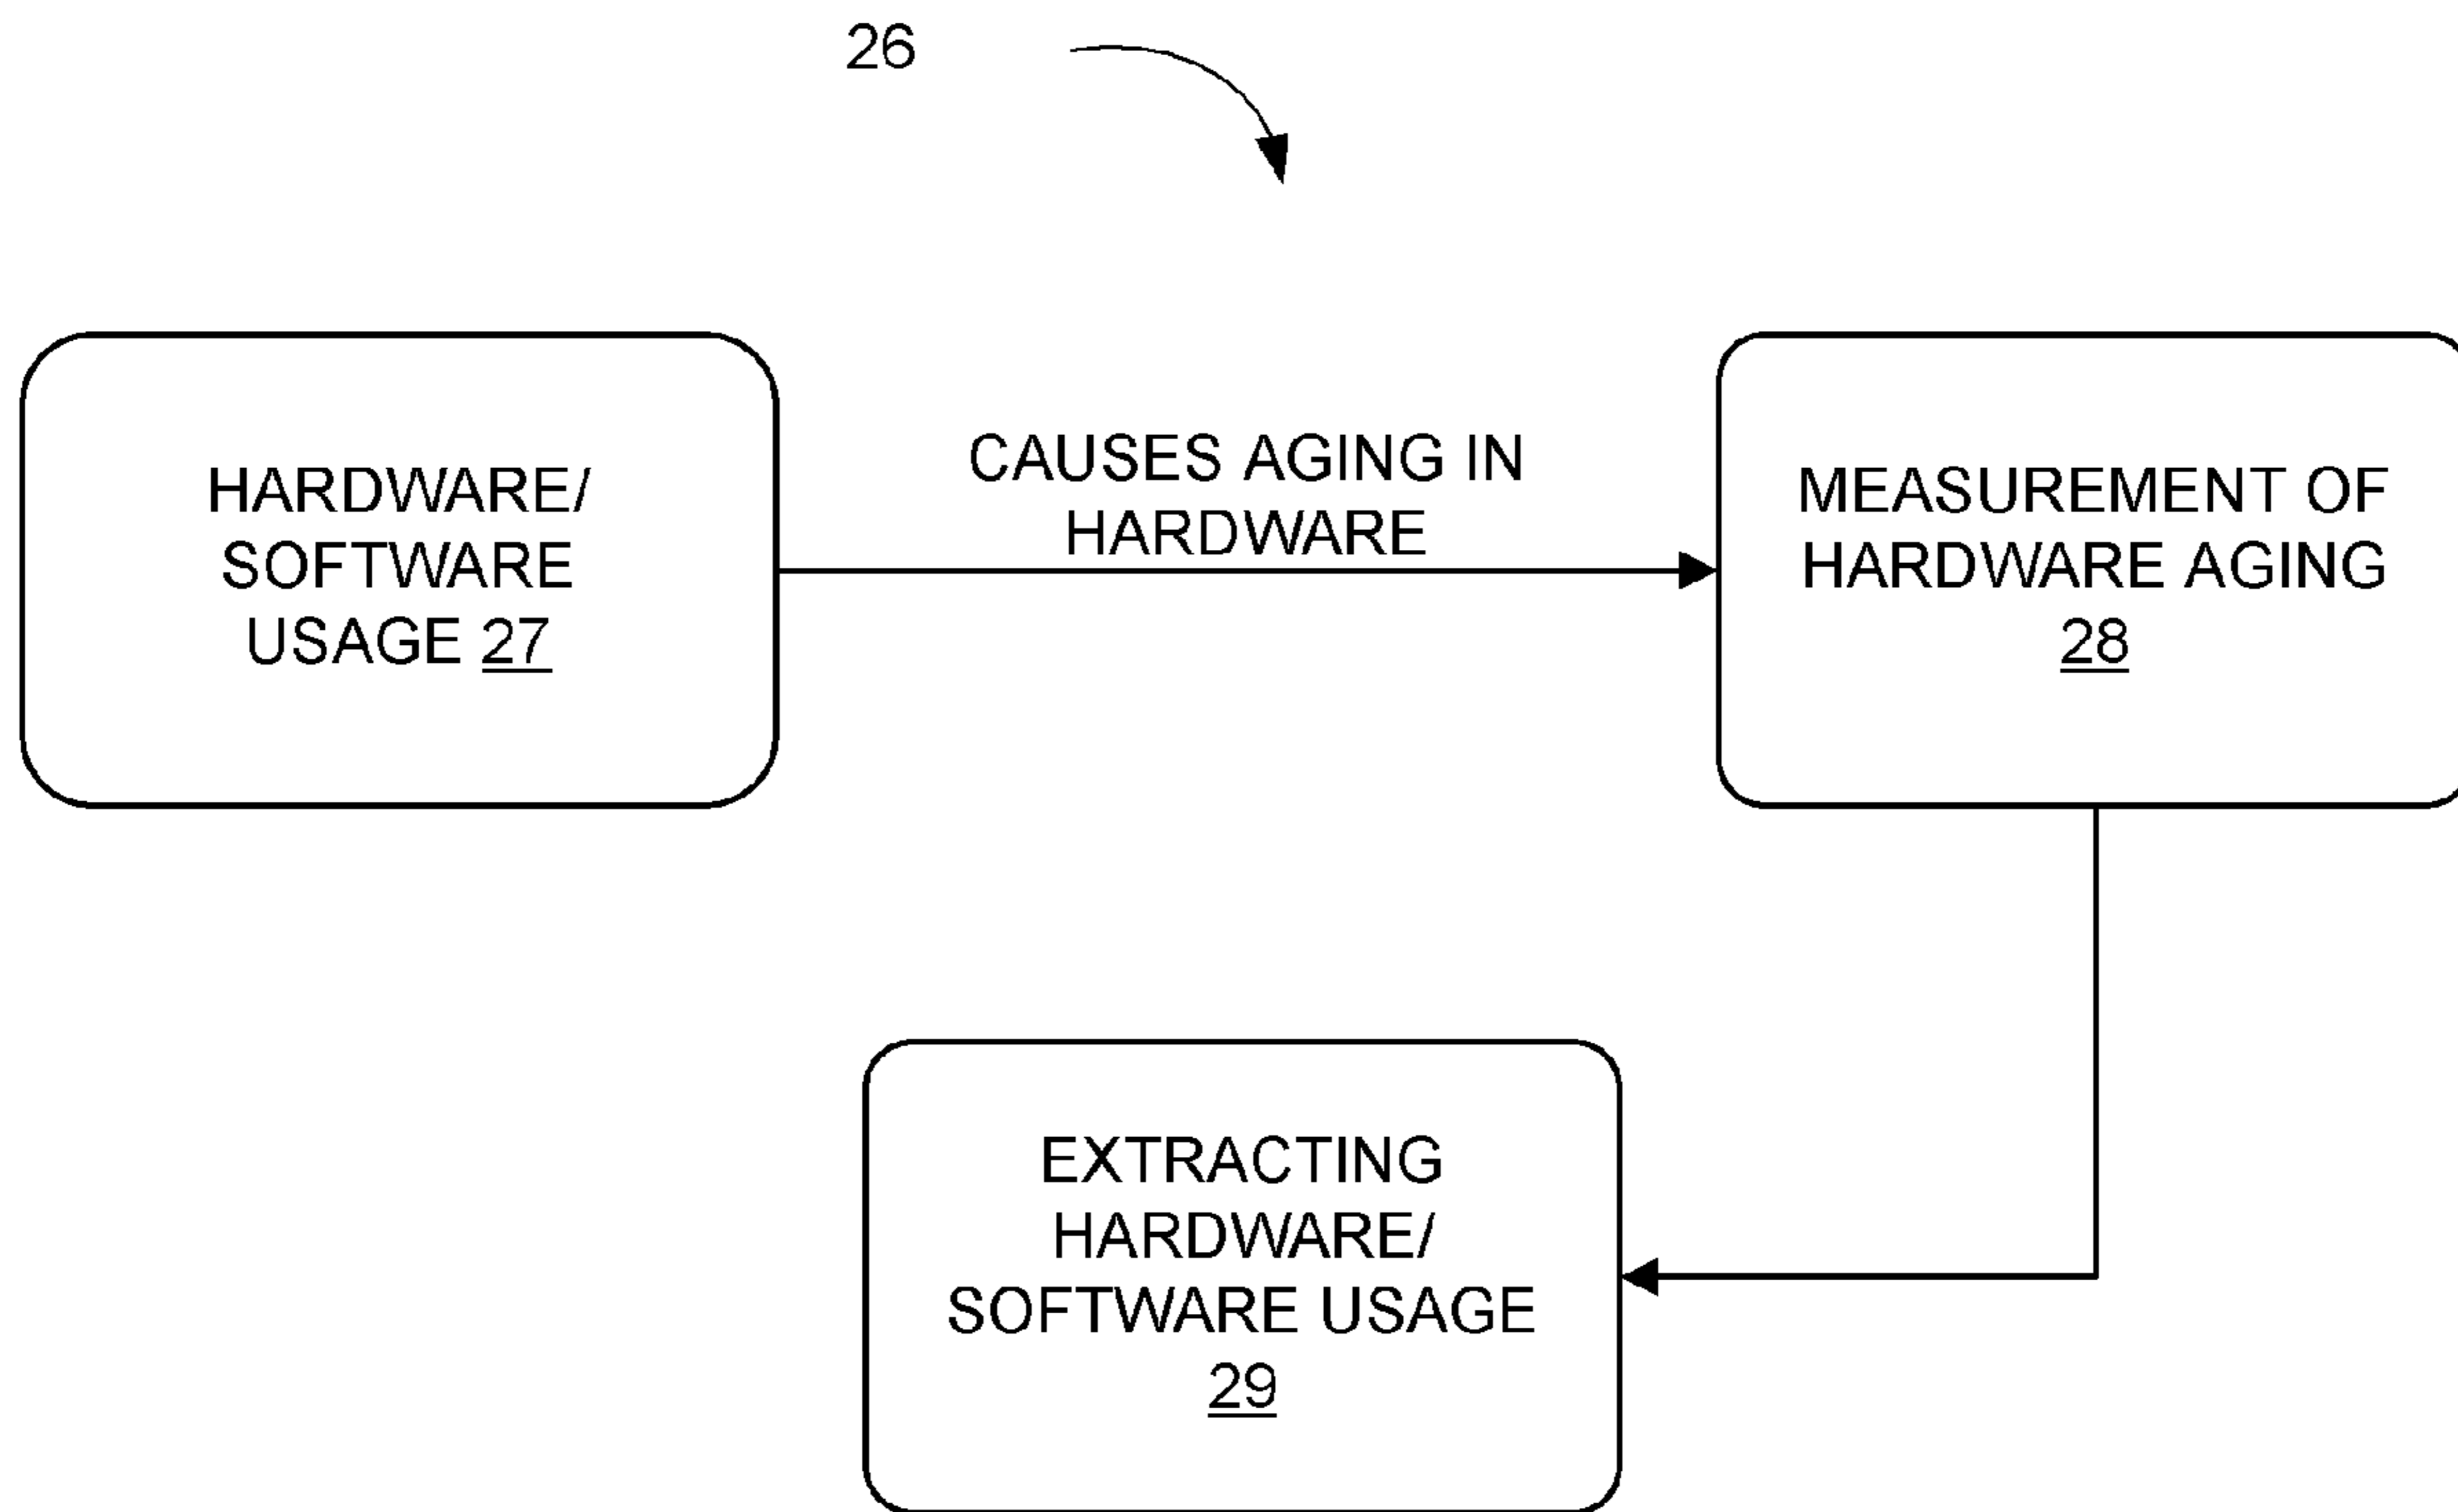 26
HARDWARE/
SOFTWARE
USAGE 27
CAUSES AGING IN
HARDWARE
MEASUREMENT OF
HARDWARE AGING
28
EXTRACTING
HARDWARE/
SOFTWARE USAGE
29